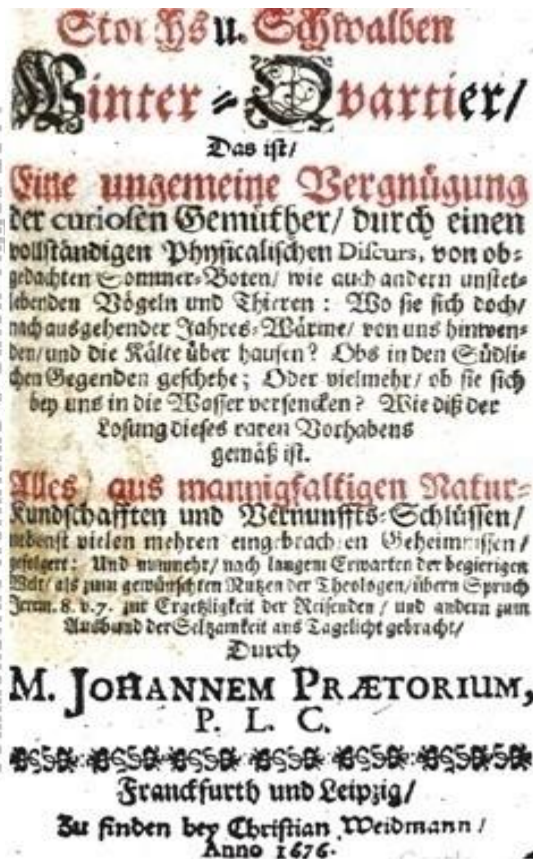 Storchs u. Schwalben
Winter-Qvartier/
Das ist/
Eine ungemeine Vergnügung
der curiosen Gemüther/ durch einen
vollständigen Physicalischen Discurs, von ob-
gedachten Sommer-Boten/ wie auch andern unstet-
lebenden Vögeln und Thieren: Wo sie sich doch/
nach ausgehender Jahres-Wärme/ von uns hinwen-
den/ und die Kälte über hausen? Obs in den Südli-
chen Gegenden geschehe; Oder vielmehr/ ob sie sich
bey uns in die Wasser versencken? Wie diß der
Losung dieses raren Vorhabens
gemäß ist.
Alles aus mannigfaltigen Natur-
Kundschafften und Vernunffts-Schlüssen/
nebenst vielen mehren eingebrachten Geheimnissen/
gefolgert: Und nunmehr/ nach langem Erwarten der begierigen
Welt/ als zum gewünschten Nutzen der Theologen/ übern Spruch
Jerem. 8. v. 7. zur Ergetzligkeit der Reisenden/ und andern zum
Ausbund der Seltzamkeit ans Tagelicht gebracht/
Durch
M. JOHANNEM PRÆTORIUM,
P. L. C.
Franckfurth und Leipzig/
Zu finden bey Christian Weidmann/
Anno 1676.